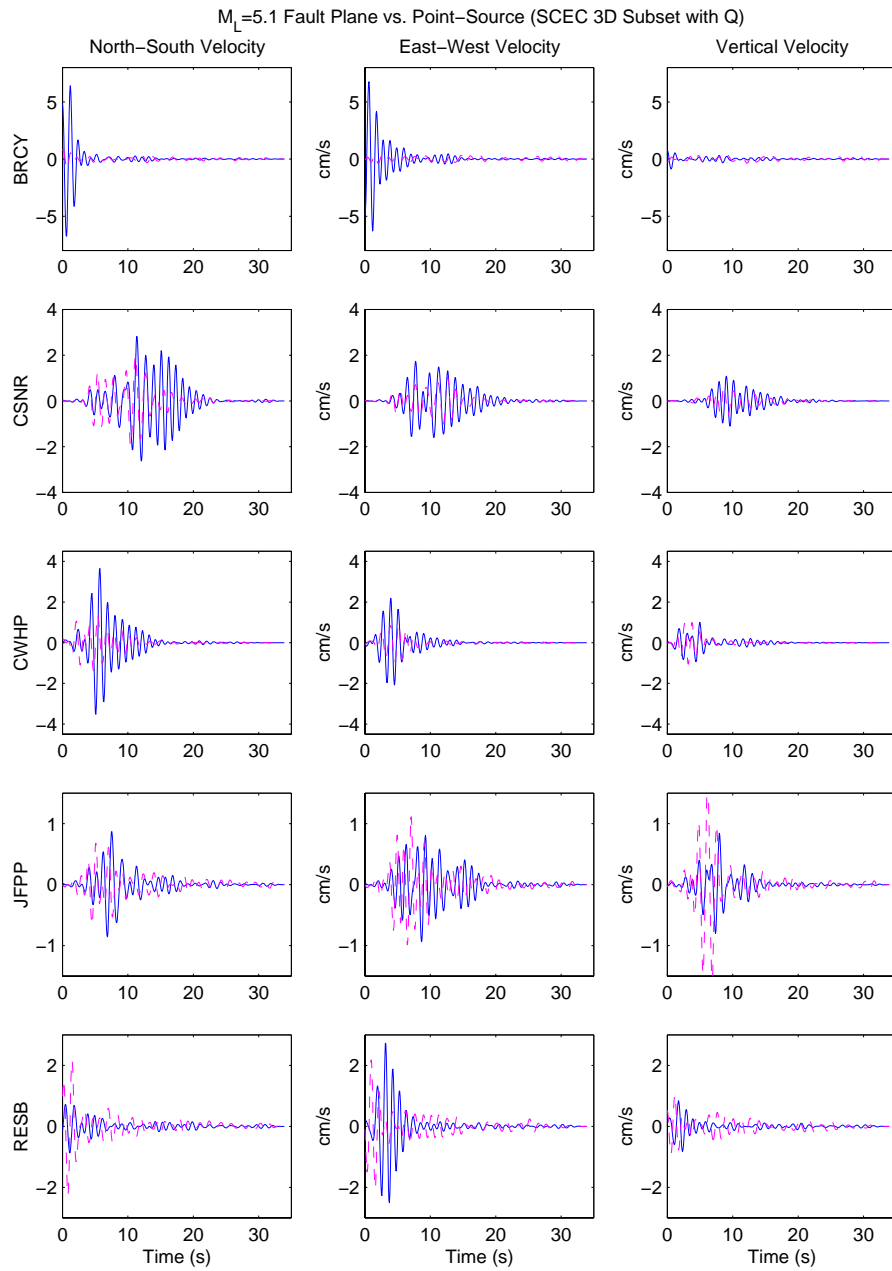 M_L=5.1 Fault Plane vs. Point−Source (SCEC 3D Subset with Q)
North−South Velocity
East−West Velocity
Vertical Velocity
BRCY
5
0
−5
0 10 20 30
cm/s
5
0
−5
0 10 20 30
cm/s
5
0
−5
0 10 20 30
CSNR
4
2
0
−2
−4
0 10 20 30
cm/s
4
2
0
−2
−4
0 10 20 30
cm/s
4
2
0
−2
−4
0 10 20 30
CWHP
4
2
0
−2
−4
0 10 20 30
cm/s
4
2
0
−2
−4
0 10 20 30
cm/s
4
2
0
−2
−4
0 10 20 30
JFPP
1
0
−1
0 10 20 30
cm/s
1
0
−1
0 10 20 30
cm/s
1
0
−1
0 10 20 30
RESB
2
0
−2
0 10 20 30
Time (s)
cm/s
2
0
−2
0 10 20 30
Time (s)
cm/s
2
0
−2
0 10 20 30
Time (s)